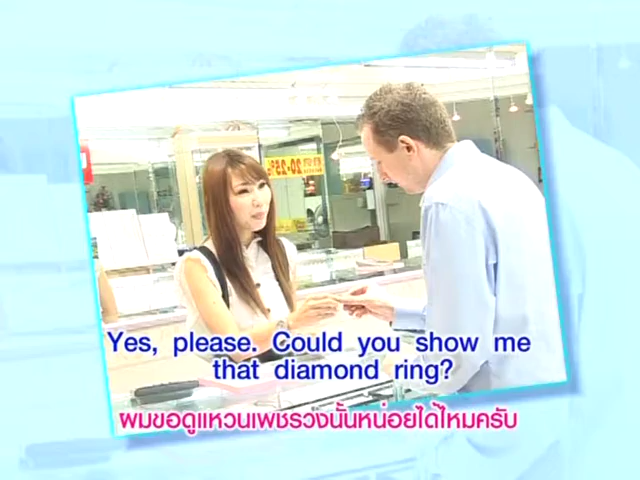 20-25%
Yes, please. Could you show me
that diamond ring?
ผมขอดูแหวนเพชรวงนั้นหน่อยได้ไหมครับ